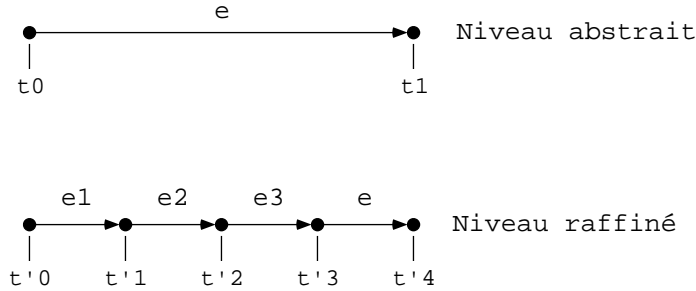 e
Niveau abstrait
t0 t1
e1 e2 e3 e
Niveau raffiné
t'0 t'1 t'2 t'3 t'4